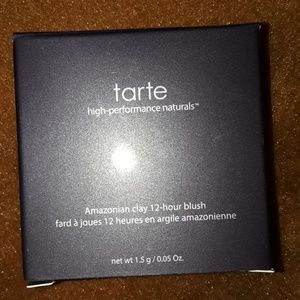 tarte
high-performance naturals™
Amazonian clay 12-hour blush
fard à joues 12 heures en argile amazonienne
net wt 1.5 g / 0.05 Oz.